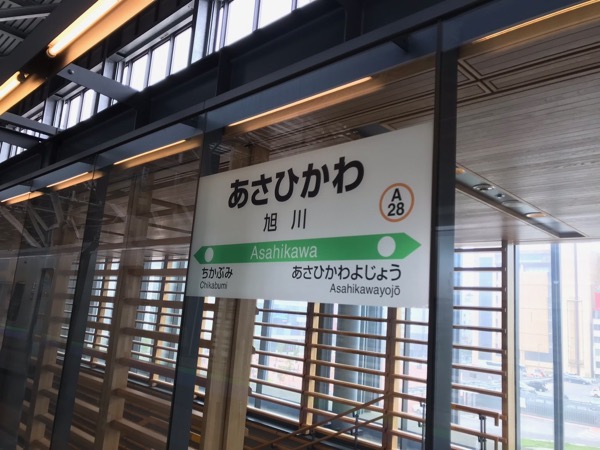 あさひかわ
旭川
A
28
Asahikawa
ちかぶみ
Chikabumi
あさひかわよじょう
Asahikawayojō